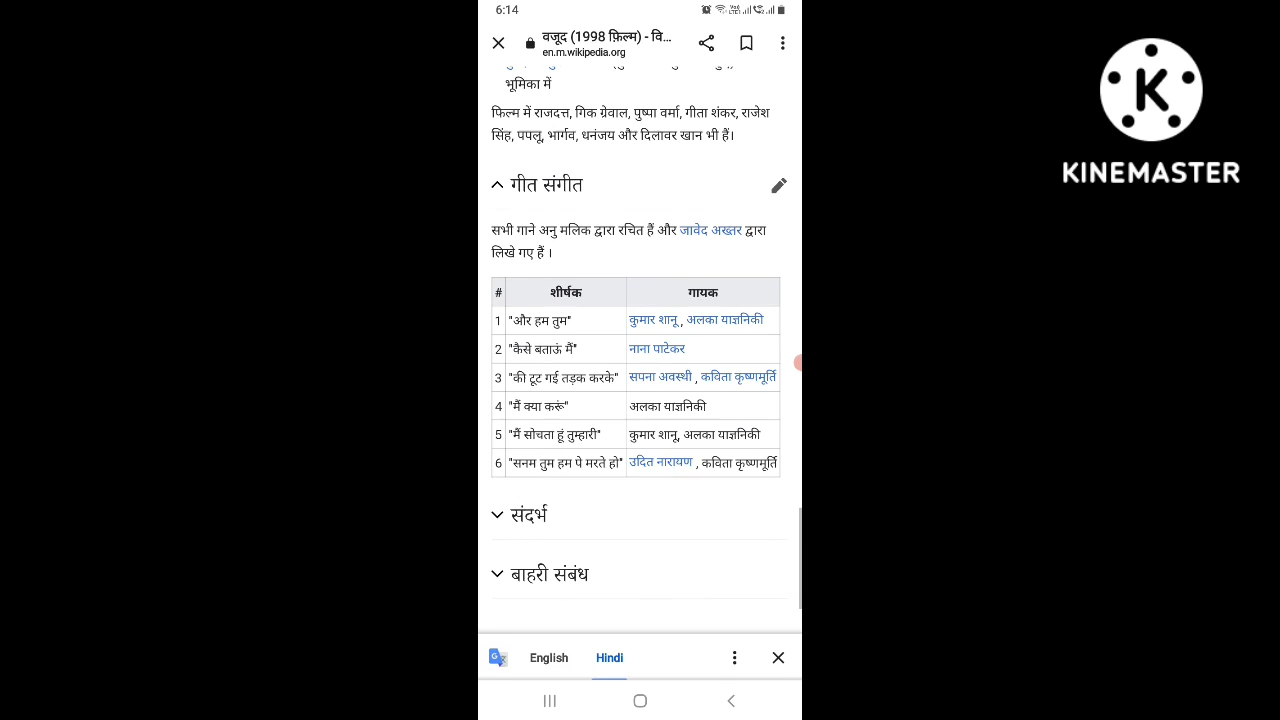 6:14
वजूद (1998 फ़िल्म) - वि...
en.m.wikipedia.org
KINEMASTER
भूमिका में
फिल्म में राजदत्त, गिक ग्रेवाल, पुष्पा वर्मा, गीता शंकर, राजेश
सिंह, पपलू, भार्गव, धनंजय और दिलावर खान भी हैं।
गीत संगीत
सभी गाने अनु मलिक द्वारा रचित हैं और जावेद अख्तर द्वारा
लिखे गए हैं ।
# शीर्षक गायक
1 "और हम तुम" कुमार शानू , अलका याज्ञनिकी
2 "कैसे बताऊं मैं" नाना पाटेकर
3 "की टूट गई तड़क करके" सपना अवस्थी , कविता कृष्णमूर्ति
4 "मैं क्या करूं" अलका याज्ञनिकी
5 "मैं सोचता हूं तुम्हारी" कुमार शानू, अलका याज्ञनिकी
6 "सनम तुम हम पे मरते हो" उदित नारायण , कविता कृष्णमूर्ति
संदर्भ
बाहरी संबंध
English Hindi